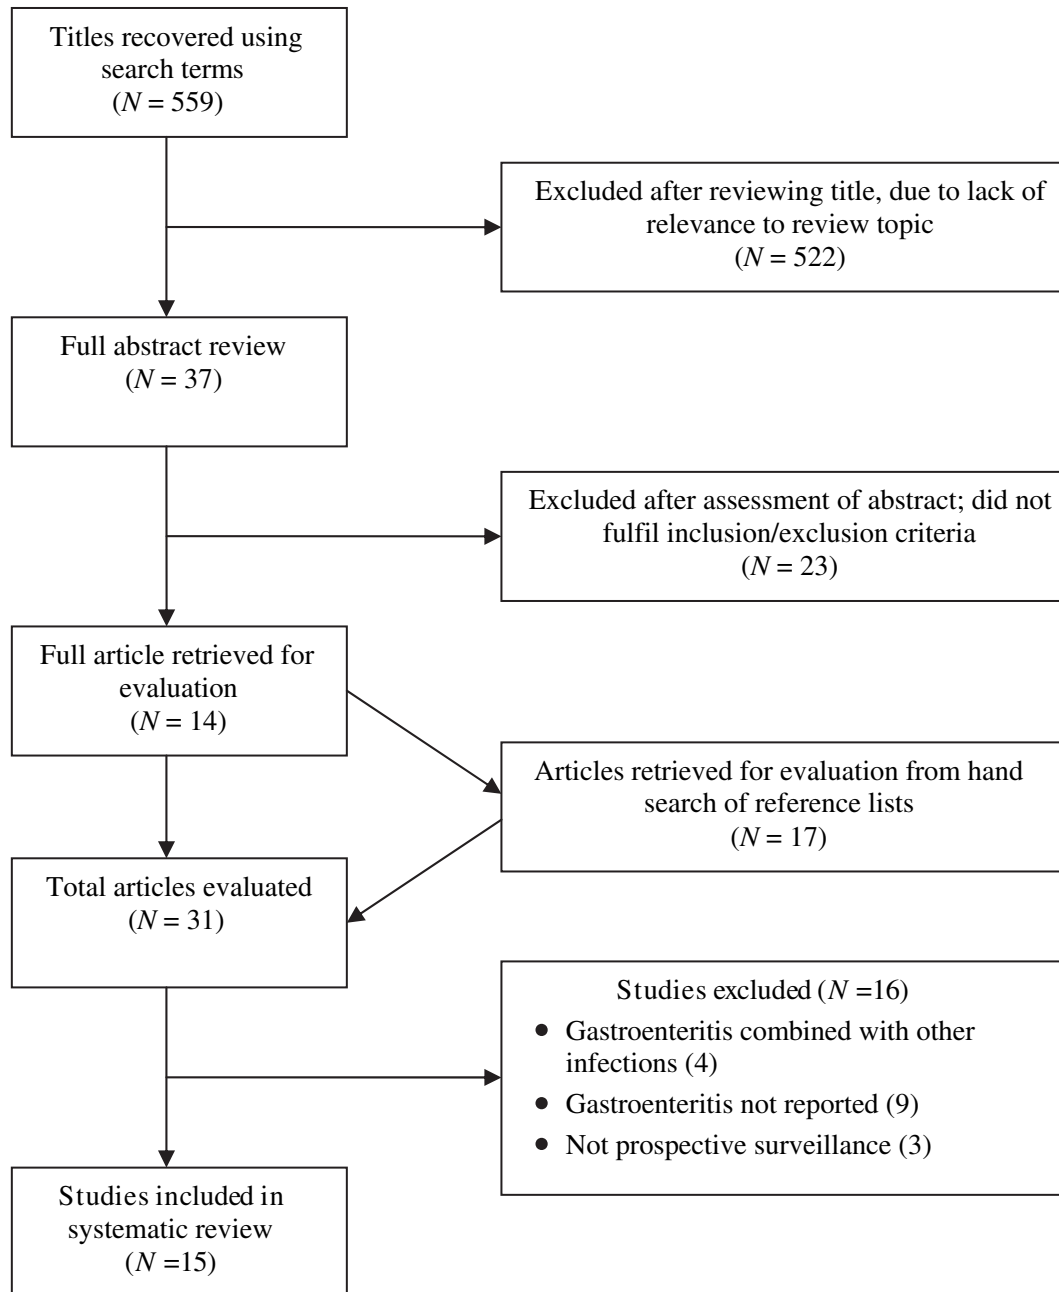 Titles recovered using
search terms
(N = 559)
Excluded after reviewing title, due to lack of
relevance to review topic
(N = 522)
Full abstract review
(N = 37)
Excluded after assessment of abstract; did not
fulfil inclusion/exclusion criteria
(N = 23)
Full article retrieved for
evaluation
(N = 14)
Articles retrieved for evaluation from hand
search of reference lists
(N = 17)
Total articles evaluated
(N = 31)
Studies excluded (N =16)
• Gastroenteritis combined with other
infections (4)
• Gastroenteritis not reported (9)
• Not prospective surveillance (3)
Studies included in
systematic review
(N =15)